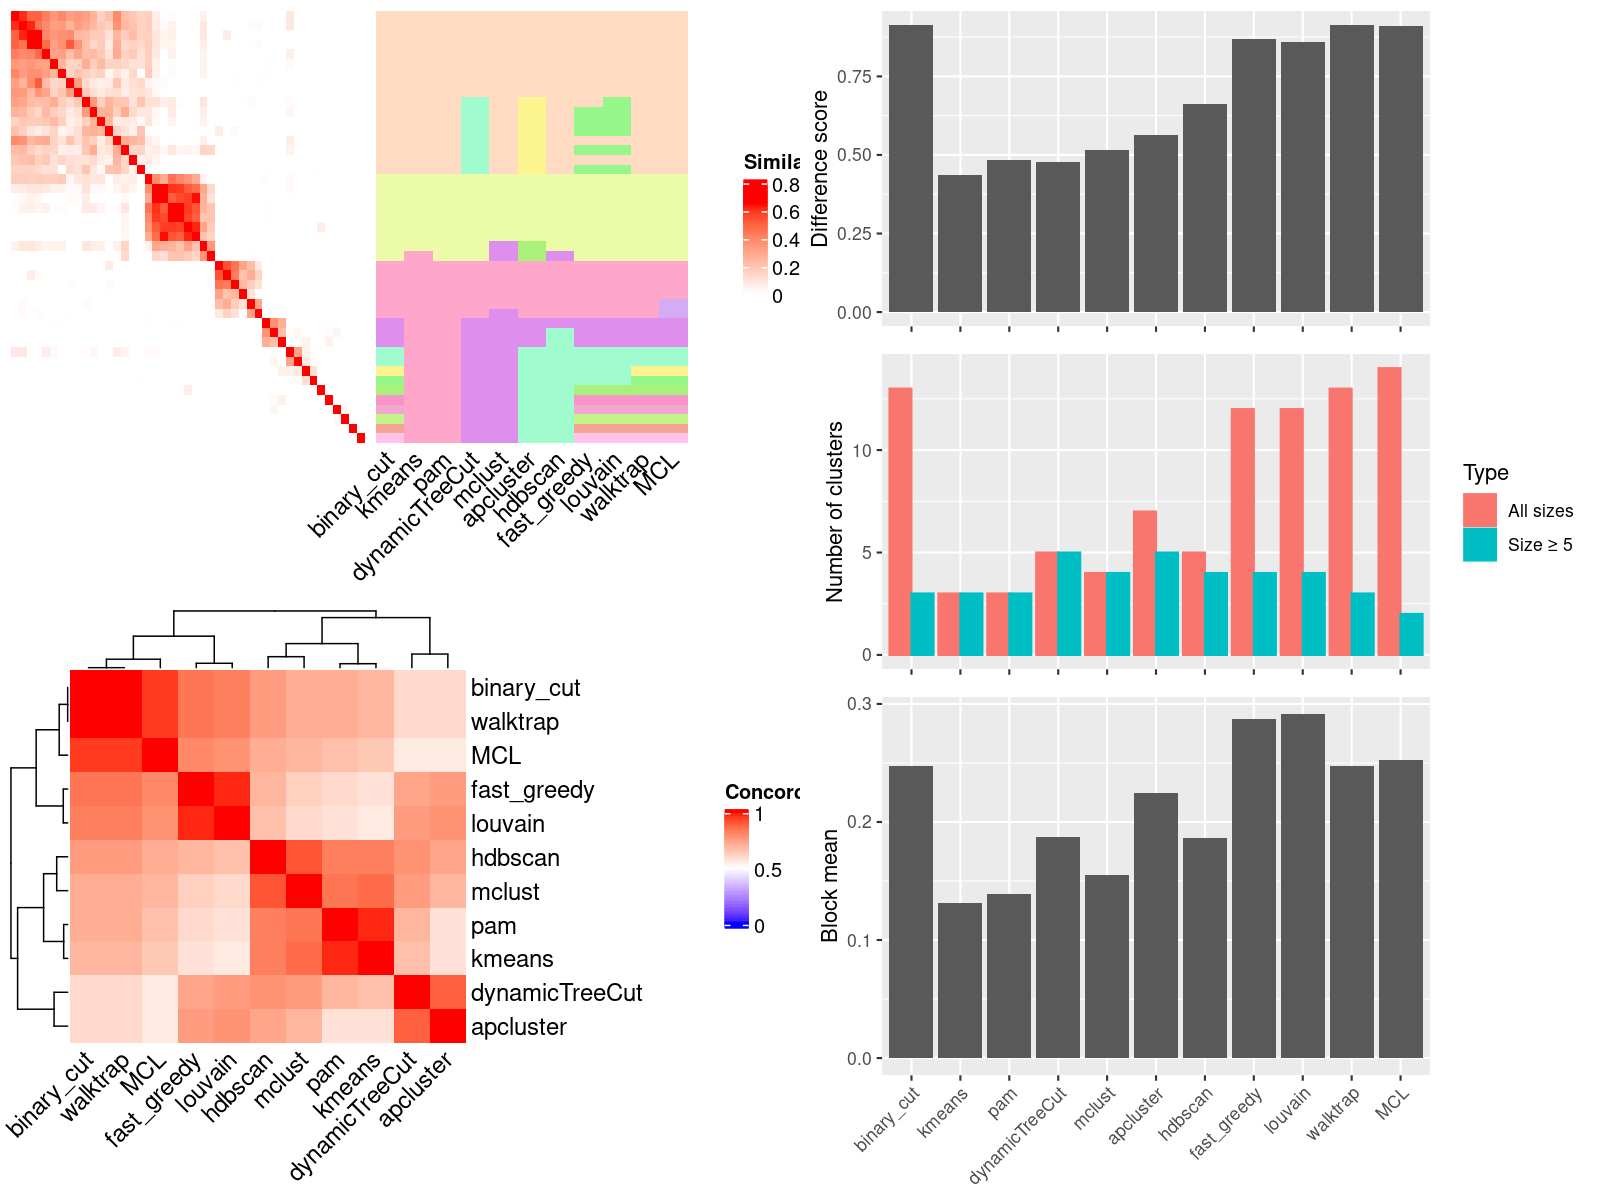 Simila
0.8
0.6
0.4
0.2
0
binary_cut
kmeans
pam
dynamicTreeCut
mclust
apcluster
hdbscan
fast_greedy
louvain
walktrap
MCL
binary_cut
walktrap
MCL
fast_greedy
louvain
hdbscan
mclust
pam
kmeans
dynamicTreeCut
apcluster
binary_cut
walktrap
MCL
fast_greedy
louvain
hdbscan
mclust
pam
kmeans
dynamicTreeCut
apcluster
Concord
1
0.5
0
Difference score
0.75
0.50
0.25
0.00
Number of clusters
10
5
0
Type
All sizes
Size ≥ 5
Block mean
0.3
0.2
0.1
0.0
binary_cut
kmeans
pam
dynamicTreeCut
mclust
apcluster
hdbscan
fast_greedy
louvain
walktrap
MCL